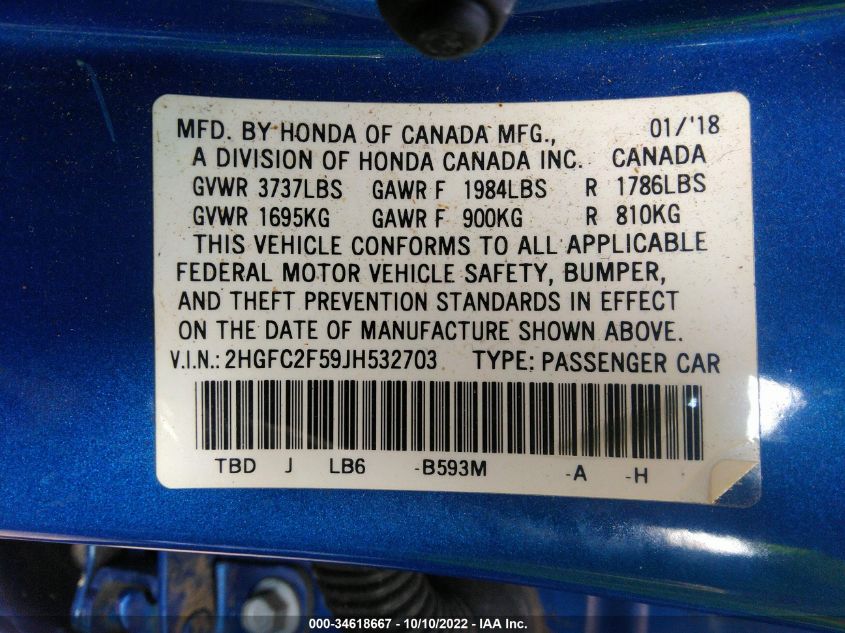 MFD. BY HONDA OF CANADA MFG., 01/'18
A DIVISION OF HONDA CANADA INC. CANADA
GVWR 3737LBS GAWR F 1984LBS R 1786LBS
GVWR 1695KG GAWR F 900KG R 810KG
THIS VEHICLE CONFORMS TO ALL APPLICABLE
FEDERAL MOTOR VEHICLE SAFETY, BUMPER,
AND THEFT PREVENTION STANDARDS IN EFFECT
ON THE DATE OF MANUFACTURE SHOWN ABOVE.
V.I.N.: 2HGFC2F59JH532703 TYPE: PASSENGER CAR
TBD J LB6 -B593M -A -H
000-34618667 - 10/10/2022 - IAA Inc.